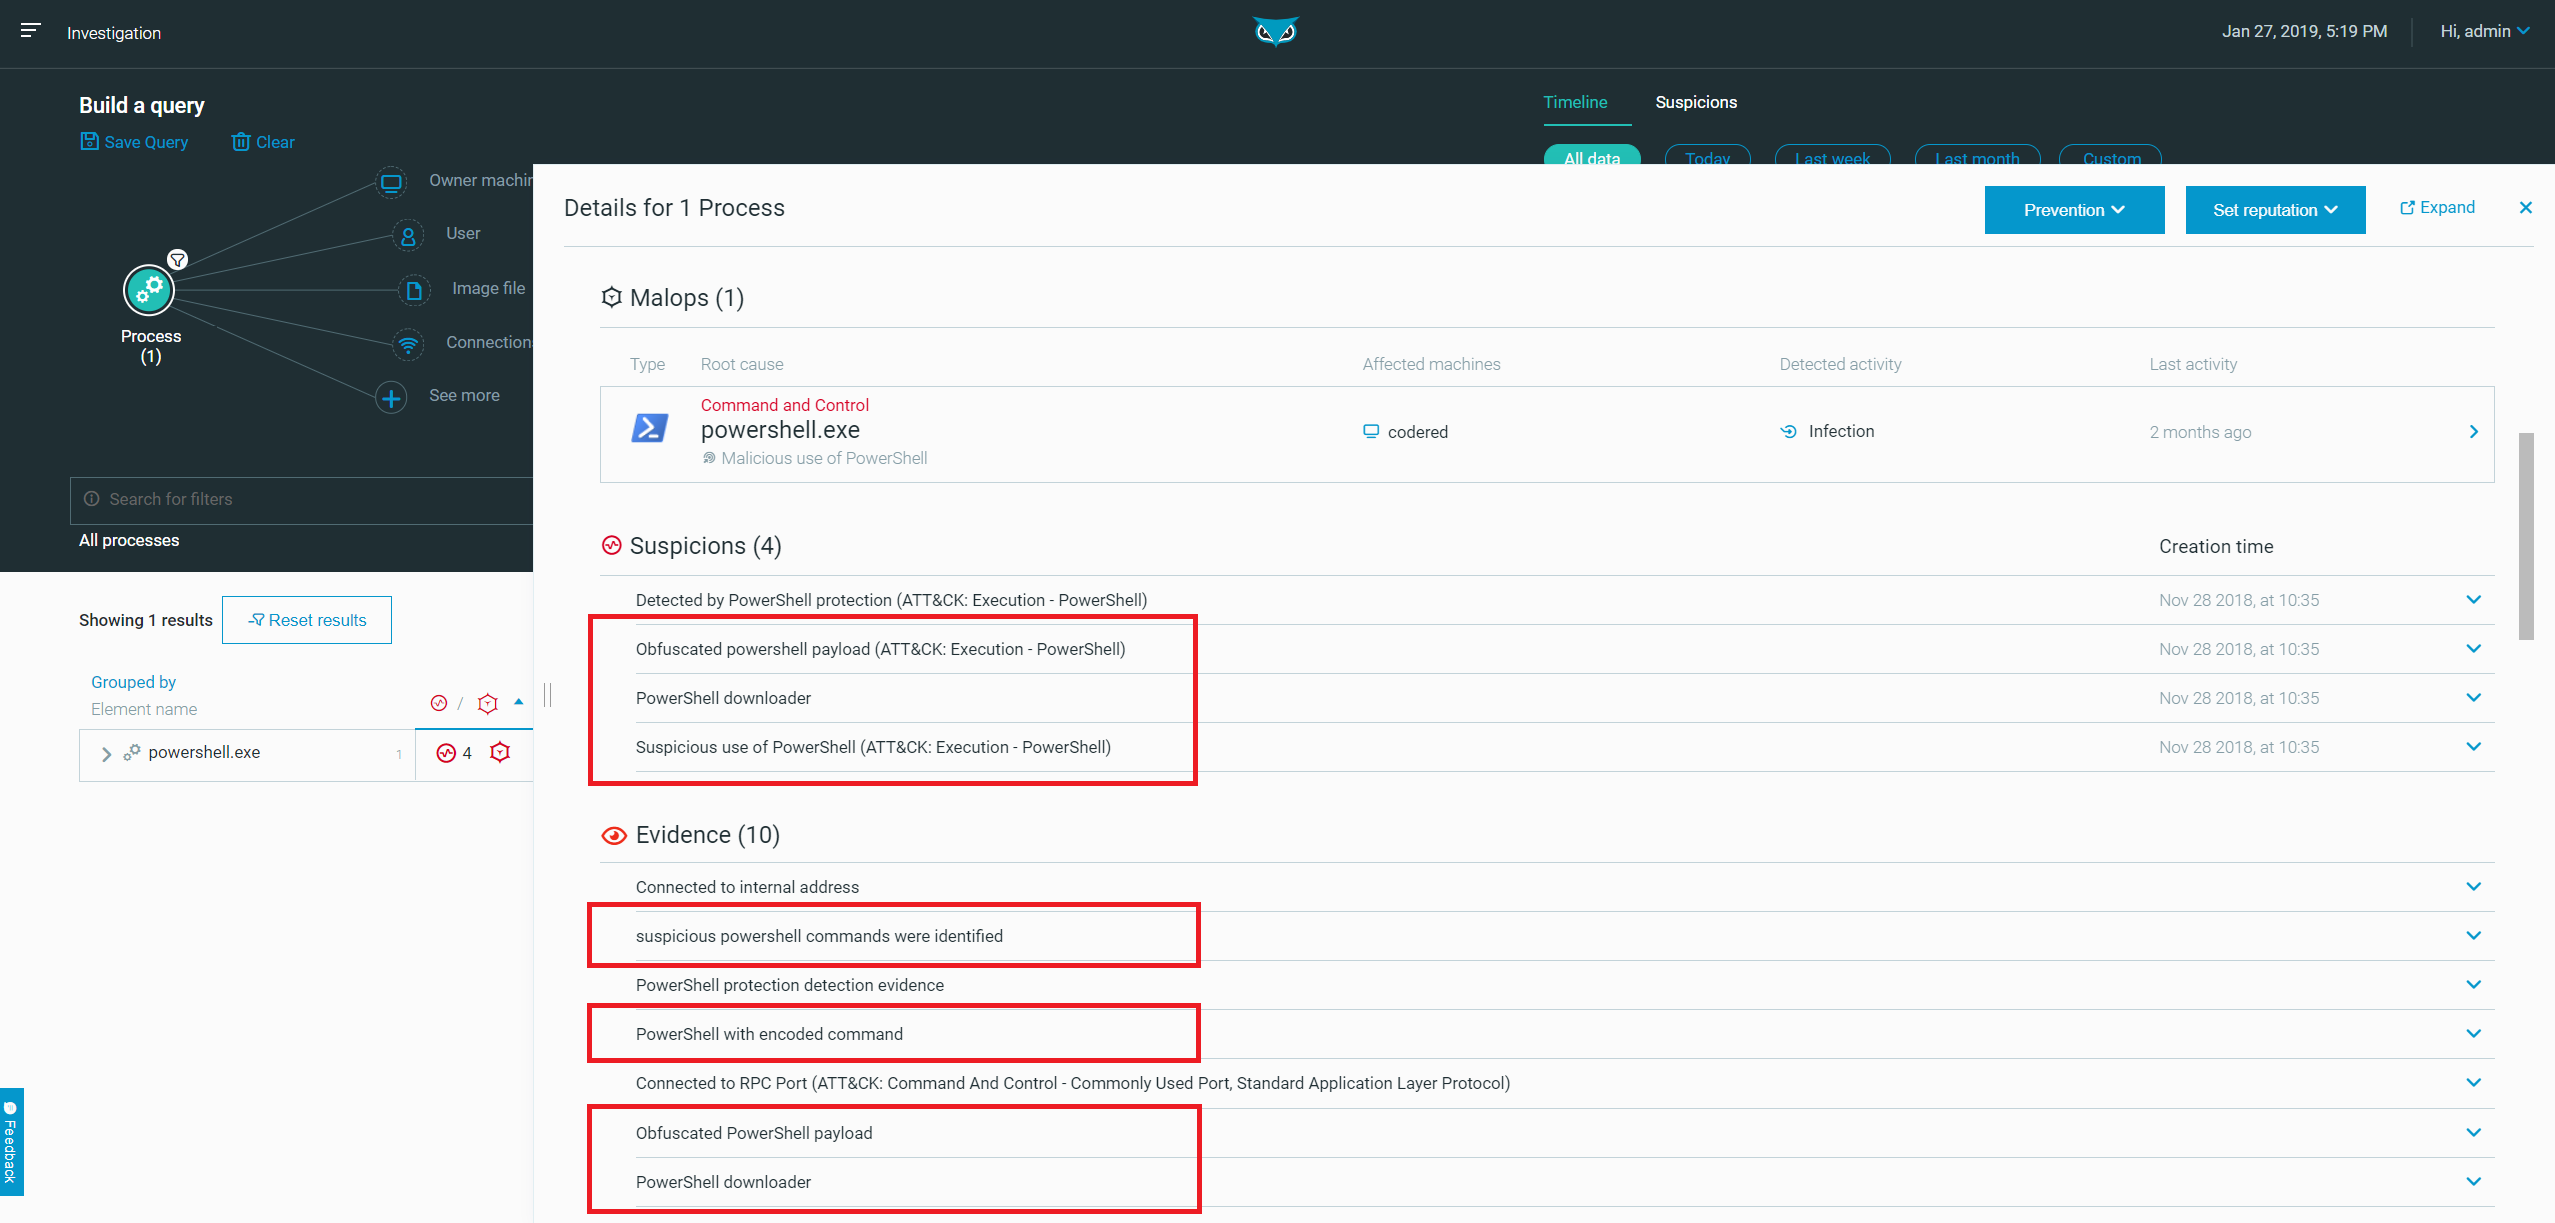 Investigation
Jan 27, 2019, 5:19 PM
Hi, admin
Build a query
Save Query
Clear
Timeline
Suspicions
All data
Today
Last week
Last month
Custom
Owner machin
User
Image file
Connection
See more
Process
(1)
Search for filters
All processes
Showing 1 results
Reset results
Grouped by
Element name
/
powershell.exe
1
4
Feedback
Details for 1 Process
Prevention
Set reputation
Expand
Malops (1)
Type
Root cause
Affected machines
Detected activity
Last activity
Command and Control
powershell.exe
Malicious use of PowerShell
codered
Infection
2 months ago
Suspicions (4)
Creation time
Detected by PowerShell protection (ATT&CK: Execution - PowerShell)
Nov 28 2018, at 10:35
Obfuscated powershell payload (ATT&CK: Execution - PowerShell)
Nov 28 2018, at 10:35
PowerShell downloader
Nov 28 2018, at 10:35
Suspicious use of PowerShell (ATT&CK: Execution - PowerShell)
Nov 28 2018, at 10:35
Evidence (10)
Connected to internal address
suspicious powershell commands were identified
PowerShell protection detection evidence
PowerShell with encoded command
Connected to RPC Port (ATT&CK: Command And Control - Commonly Used Port, Standard Application Layer Protocol)
Obfuscated PowerShell payload
PowerShell downloader